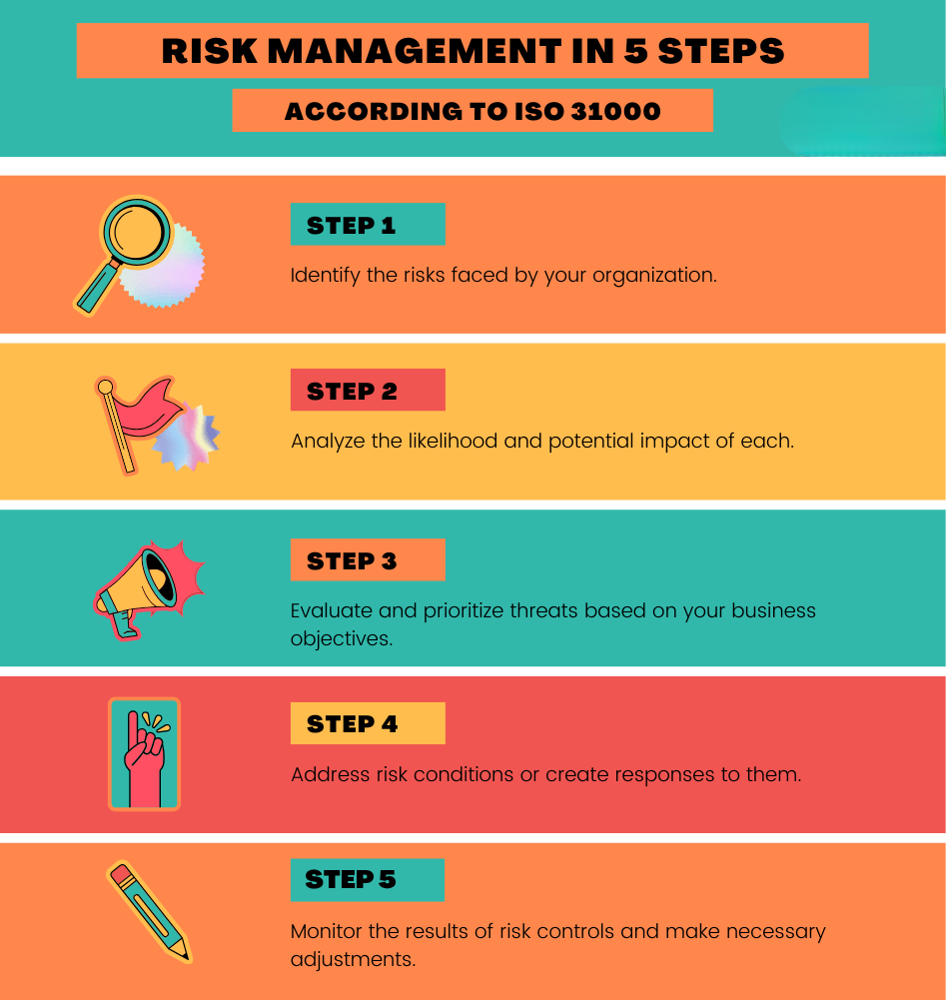 RISK MANAGEMENT IN 5 STEPS
ACCORDING TO ISO 31000
STEP 1
Identify the risks faced by your organization.
STEP 2
Analyze the likelihood and potential impact of each.
STEP 3
Evaluate and prioritize threats based on your business
objectives.
STEP 4
Address risk conditions or create responses to them.
STEP 5
Monitor the results of risk controls and make necessary
adjustments.